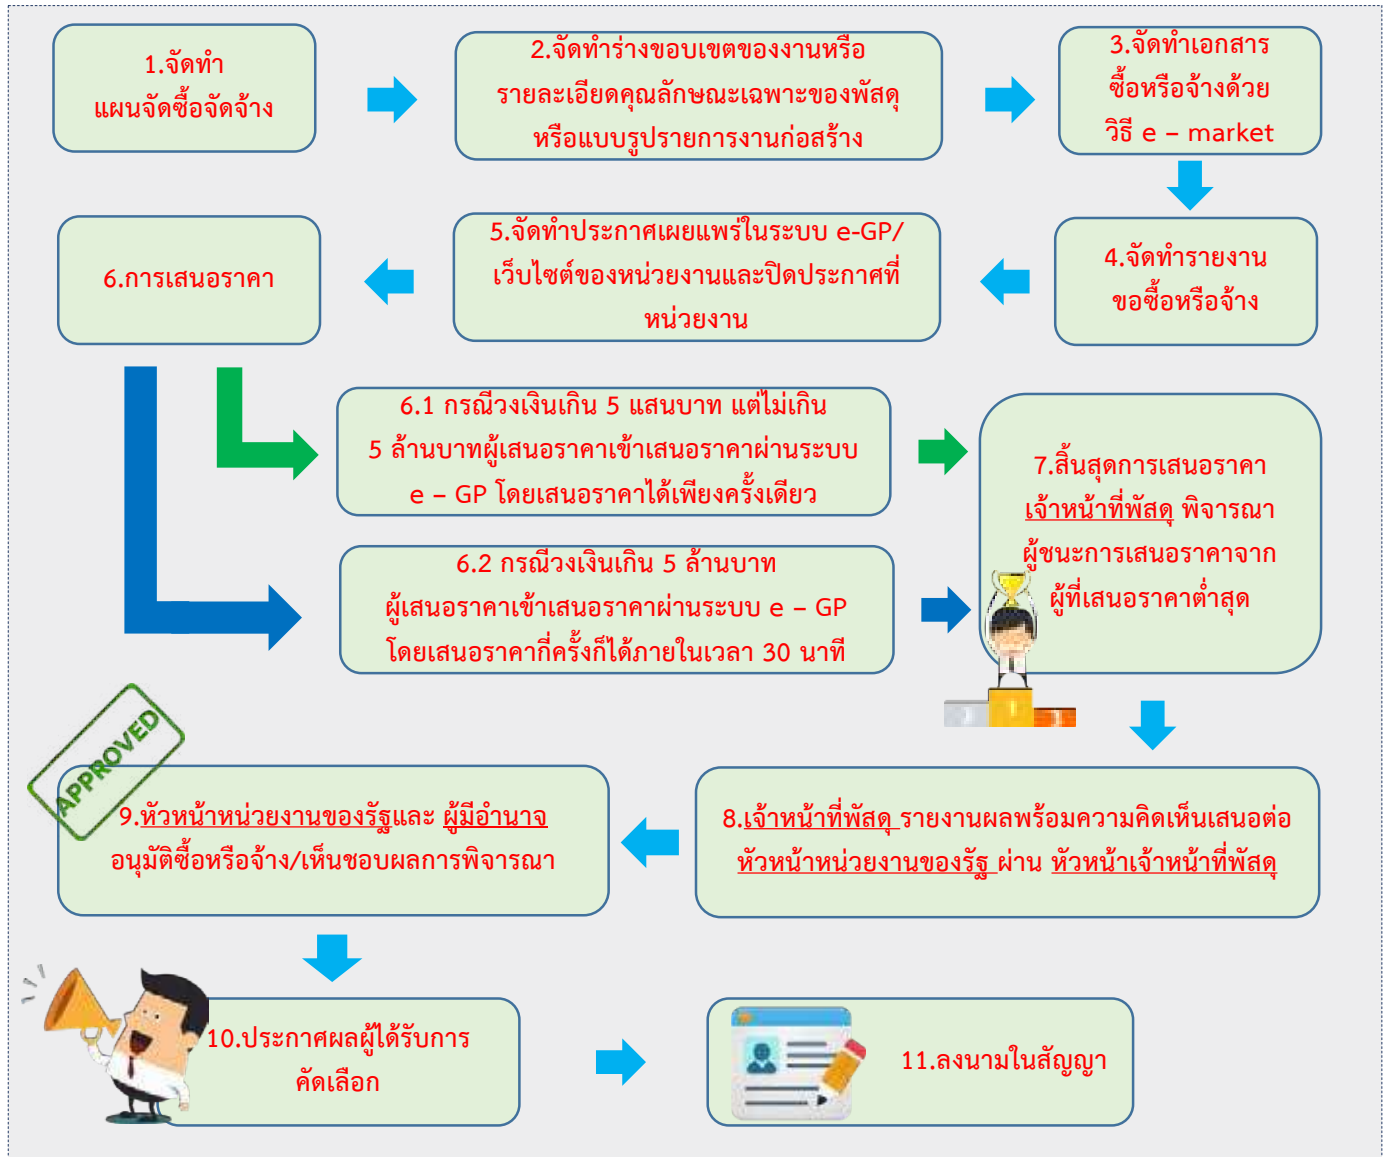 1.จัดทำ
แผนจัดซื้อจัดจ้าง
2.จัดทำร่างขอบเขตของงานหรือ
รายละเอียดคุณลักษณะเฉพาะของพัสดุ
หรือแบบรูปรายการงานก่อสร้าง
3.จัดทำเอกสาร
ซื้อหรือจ้างด้วย
วิธี e – market
4.จัดทำรายงาน
ขอซื้อหรือจ้าง
5.จัดทำประกาศเผยแพร่ในระบบ e-GP/
เว็บไซต์ของหน่วยงานและปิดประกาศที่
หน่วยงาน
6.การเสนอราคา
6.1 กรณีวงเงินเกิน 5 แสนบาท แต่ไม่เกิน
5 ล้านบาทผู้เสนอราคาเข้าเสนอราคาผ่านระบบ
e – GP โดยเสนอราคาได้เพียงครั้งเดียว
6.2 กรณีวงเงินเกิน 5 ล้านบาท
ผู้เสนอราคาเข้าเสนอราคาผ่านระบบ e – GP
โดยเสนอราคากี่ครั้งก็ได้ภายในเวลา 30 นาที
7.สิ้นสุดการเสนอราคา
เจ้าหน้าที่พัสดุ พิจารณา
ผู้ชนะการเสนอราคาจาก
ผู้ที่เสนอราคาต่ำสุด
8.เจ้าหน้าที่พัสดุ รายงานผลพร้อมความคิดเห็นเสนอต่อ
หัวหน้าหน่วยงานของรัฐ ผ่าน หัวหน้าเจ้าหน้าที่พัสดุ
APPROVED
9.หัวหน้าหน่วยงานของรัฐและ ผู้มีอำนาจ
อนุมัติซื้อหรือจ้าง/เห็นชอบผลการพิจารณา
10.ประกาศผลผู้ได้รับการ
คัดเลือก
11.ลงนามในสัญญา